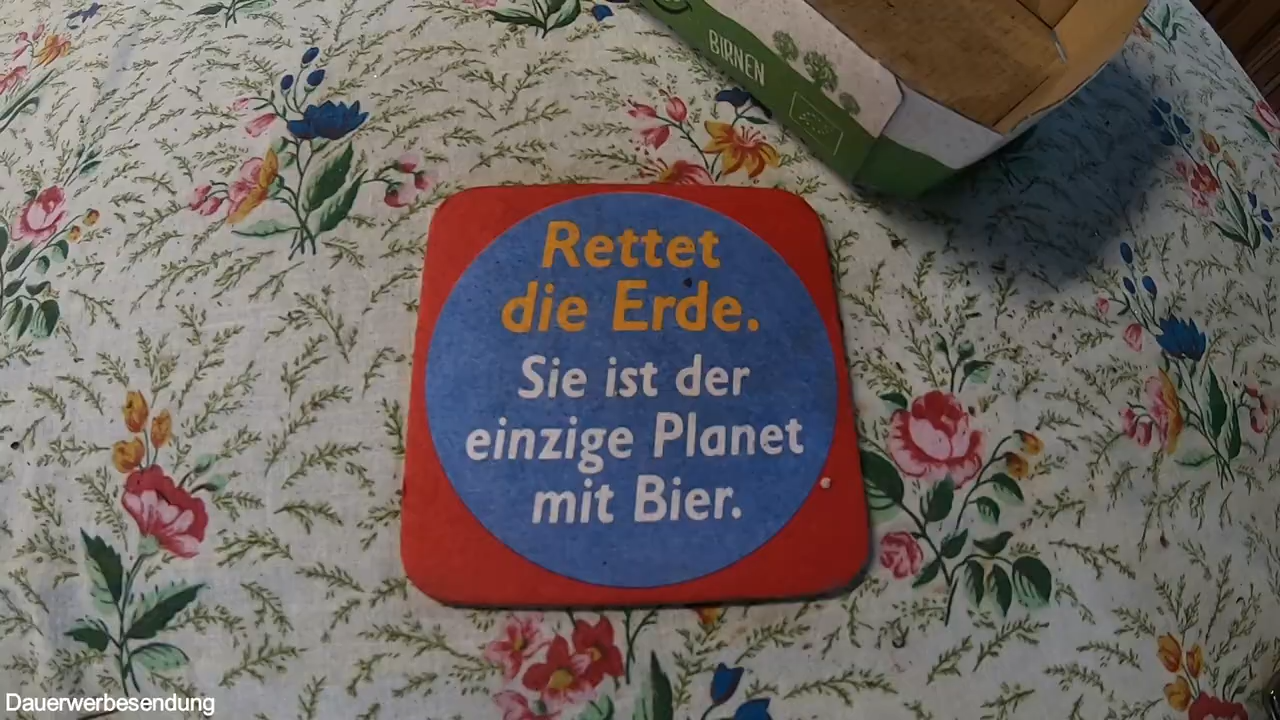 BIRNEN
Rettet
die Erde.
Sie ist der
einzige Planet
mit Bier.
Dauerwerbesendung